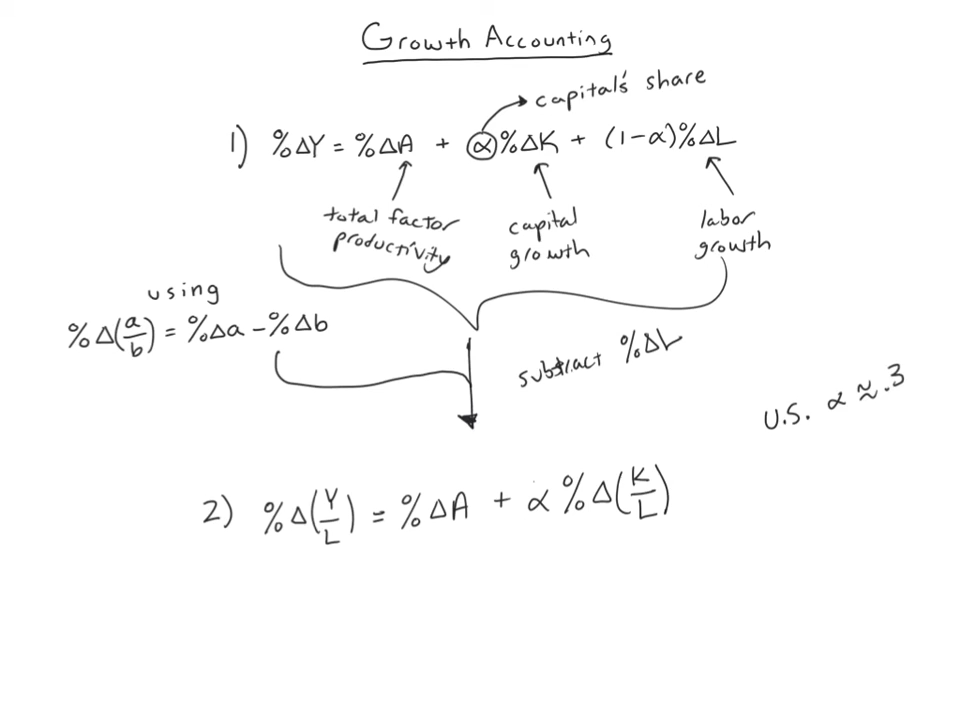 Growth Accounting
capital's share
1) %ΔY = %ΔA + α%ΔK + (1-α)%ΔL
total factor
productivity
capital
growth
labor
growth
using
%Δ(a/b) = %Δa - %Δb
subtract %ΔL
U.S. α ≈ .3
2) %Δ(Y/L) = %ΔA + α %Δ(K/L)